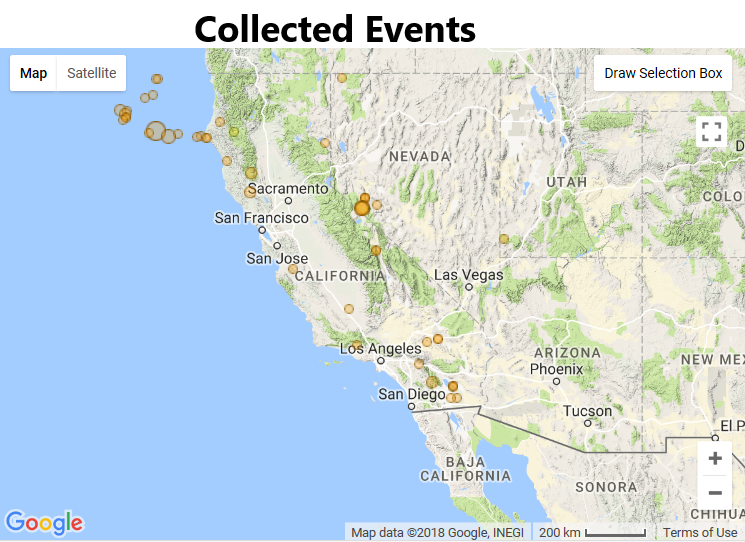 Collected Events
Map Satellite
Draw Selection Box
NEVADA
UTAH
COLO
Sacramento
San Francisco
San Jose
CALIFORNIA
Las Vegas
Los Angeles
ARIZONA
NEW MEX
Phoenix
San Diego
Tucson
El P
BAJA
CALIFORNIA
SONORA
CHIHUA
Google
Map data ©2018 Google, INEGI 200 km Terms of Use